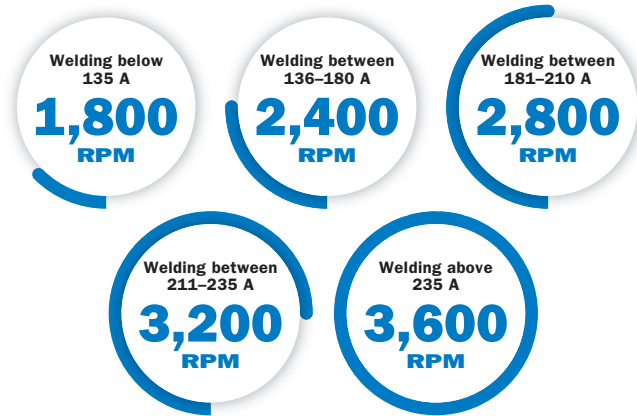 Welding below
135 A
1,800
RPM
Welding between
136–180 A
2,400
RPM
Welding between
181–210 A
2,800
RPM
Welding between
211–235 A
3,200
RPM
Welding above
235 A
3,600
RPM